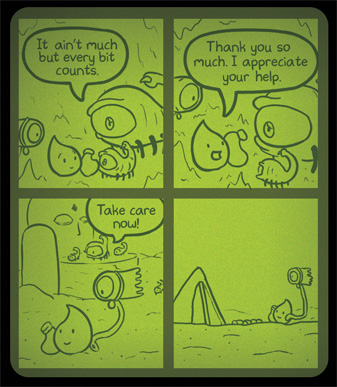 It ain't much
but every bit
counts.
Thank you so
much. I appreciate
your help.
Take care
now!